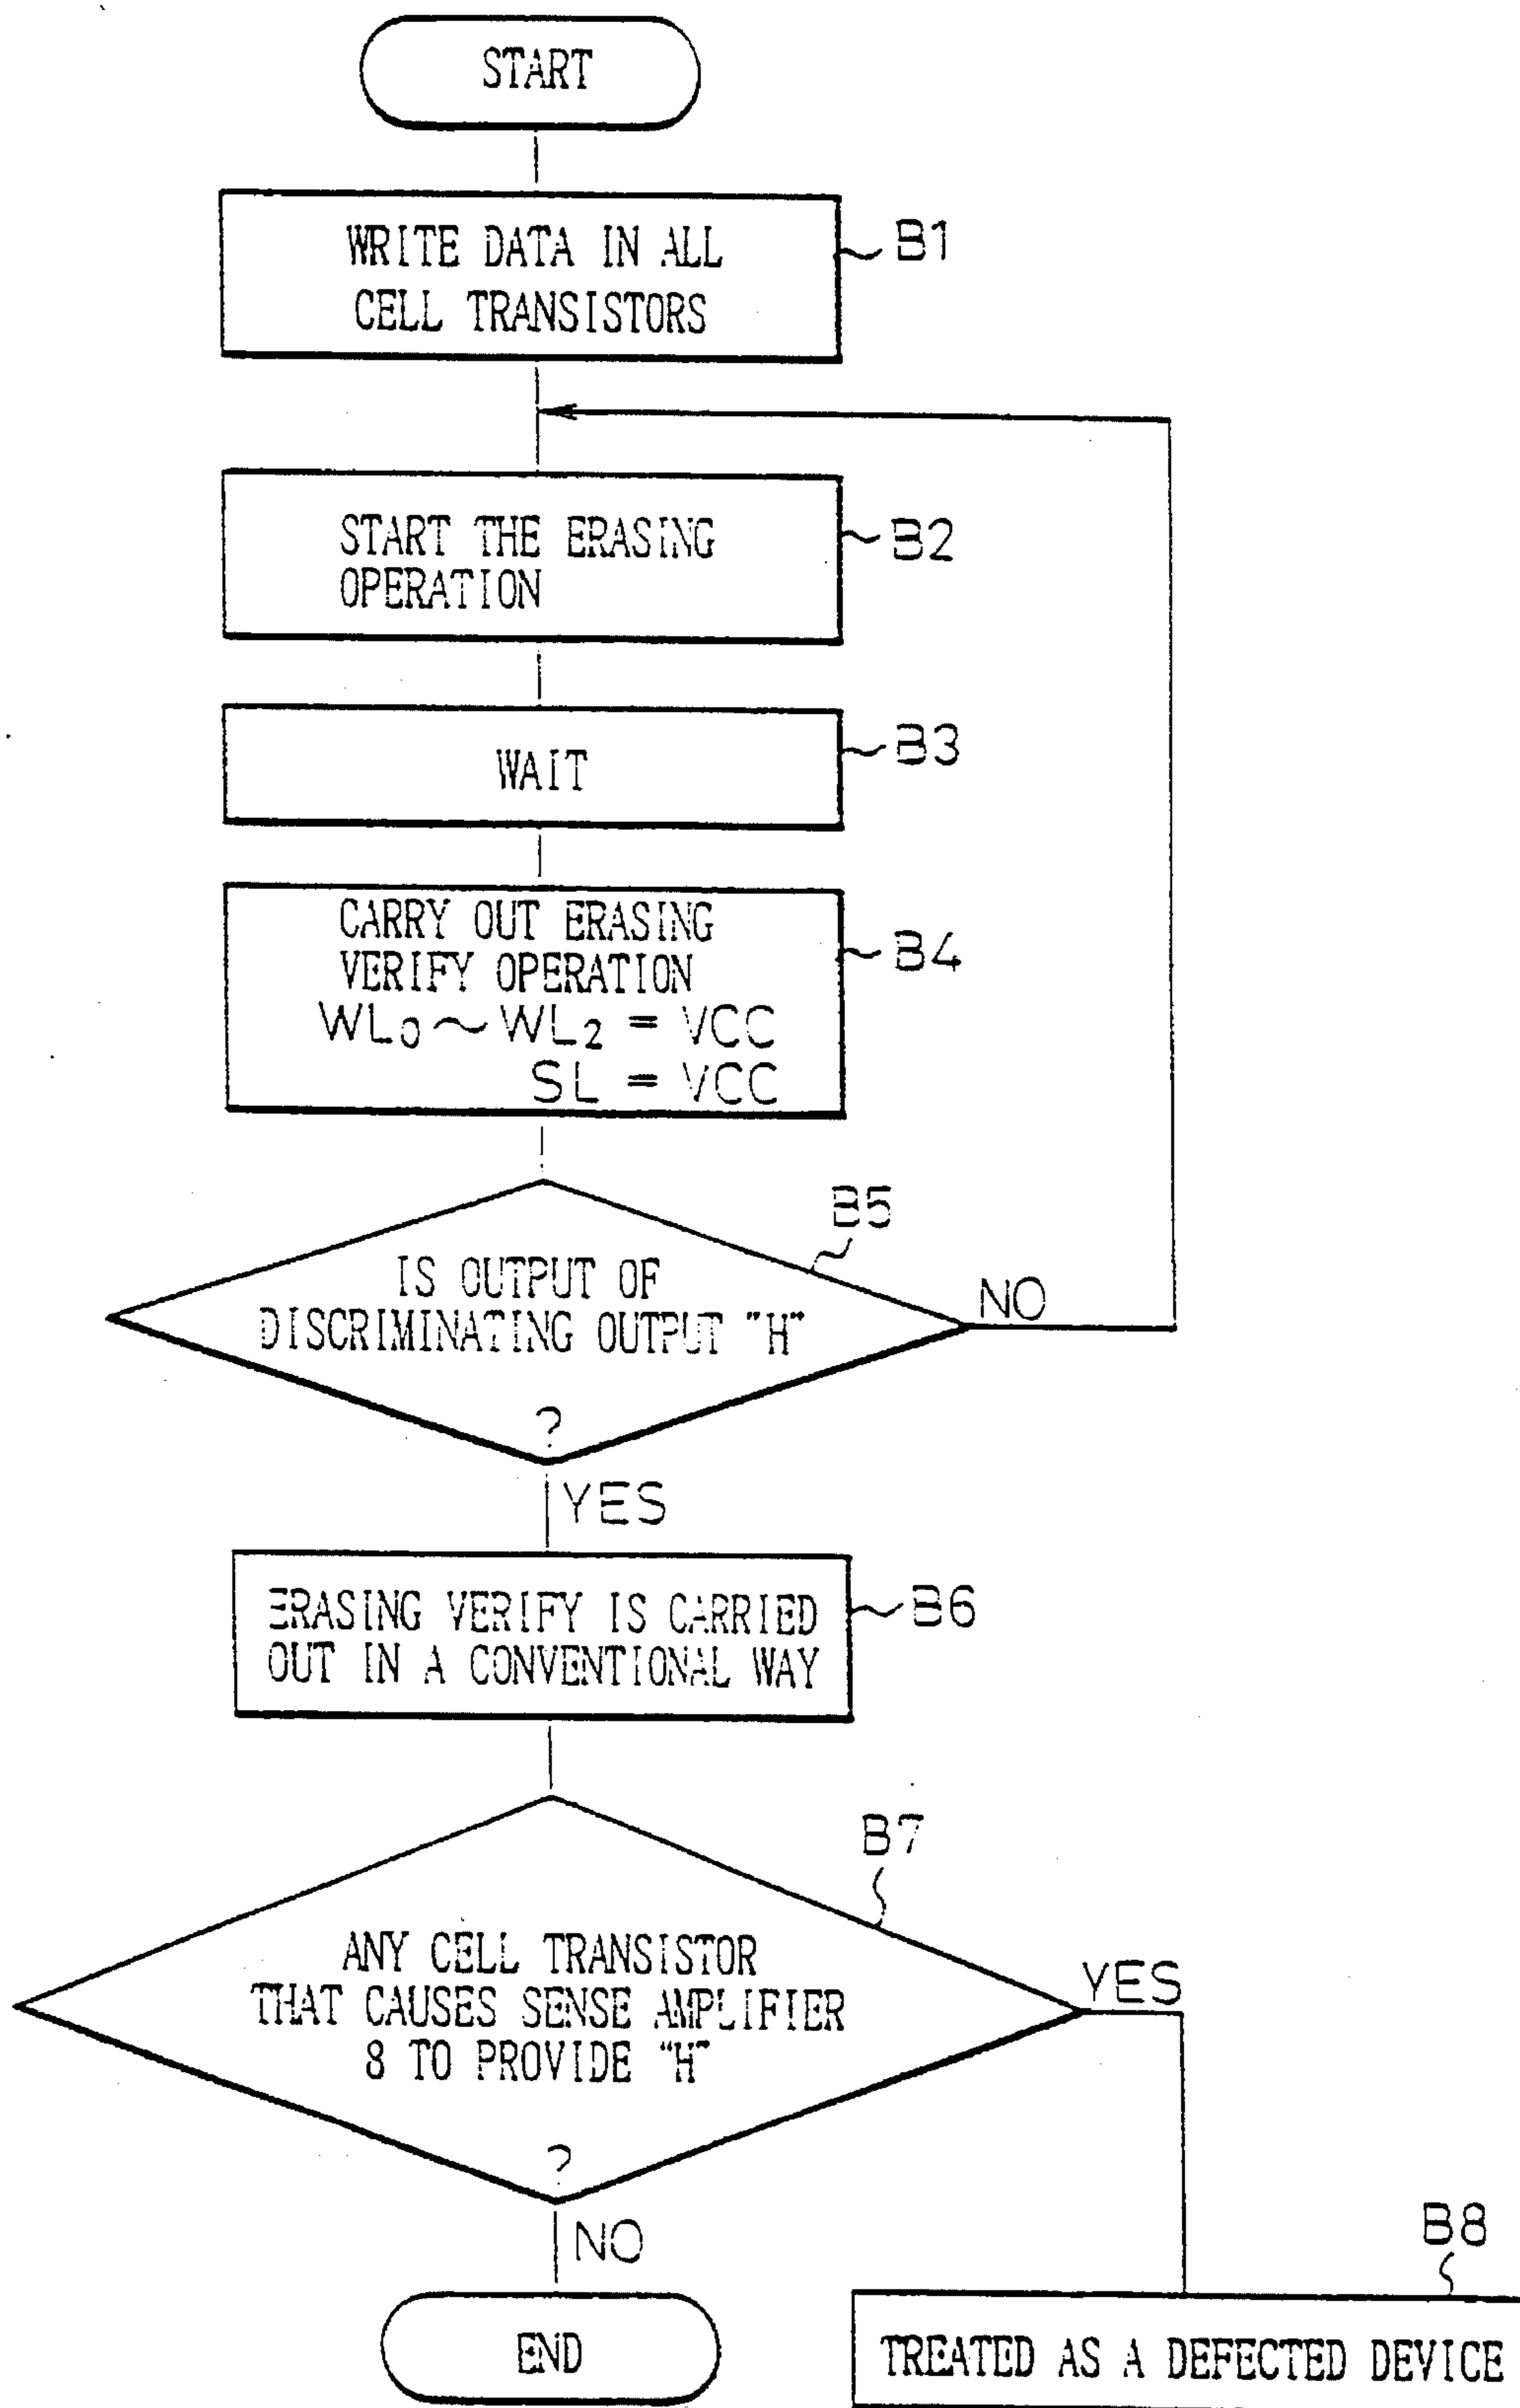 START
WRITE DATA IN ALL
CELL TRANSISTORS
B1
START THE ERASING
OPERATION
B2
WAIT
B3
CARRY OUT ERASING
VERIFY OPERATION
WL0～WL2 = VCC
SL = VCC
B4
B5
IS OUTPUT OF
DISCRIMINATING OUTPUT "H"
?
NO
YES
ERASING VERIFY IS CARRIED
OUT IN A CONVENTIONAL WAY
B6
B7
ANY CELL TRANSISTOR
THAT CAUSES SENSE AMPLIFIER
8 TO PROVIDE "H"
?
YES
NO
B8
END
TREATED AS A DEFECTED DEVICE